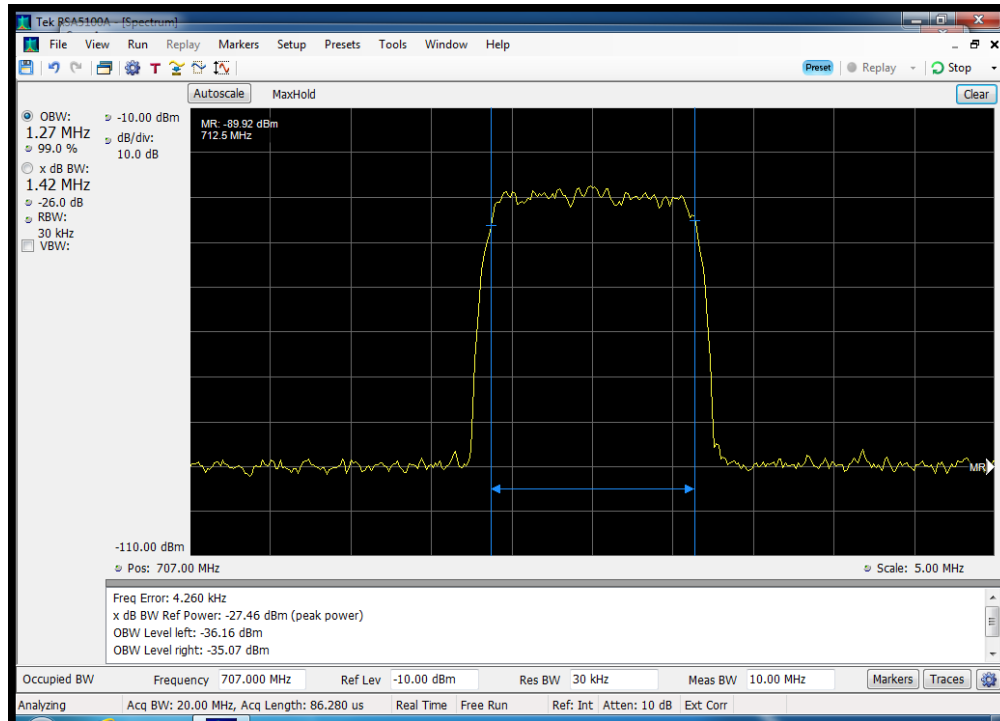 Tek RSA5100A - [Spectrum]
File View Run Replay Markers Setup Presets Tools Window Help
Preset Replay Stop
Autoscale MaxHold Clear
OBW:
1.27 MHz
99.0 %
x dB BW:
1.42 MHz
-26.0 dB
RBW:
30 kHz
VBW:
-10.00 dBm
dB/div:
10.0 dB
MR: -89.92 dBm
712.5 MHz
MR
-110.00 dBm
Pos: 707.00 MHz Scale: 5.00 MHz
Freq Error: 4.260 kHz
x dB BW Ref Power: -27.46 dBm (peak power)
OBW Level left: -36.16 dBm
OBW Level right: -35.07 dBm
Occupied BW Frequency 707.000 MHz Ref Lev -10.00 dBm Res BW 30 kHz Meas BW 10.00 MHz Markers Traces
Analyzing Acq BW: 20.00 MHz, Acq Length: 86.280 us Real Time Free Run Ref: Int Atten: 10 dB Ext Corr